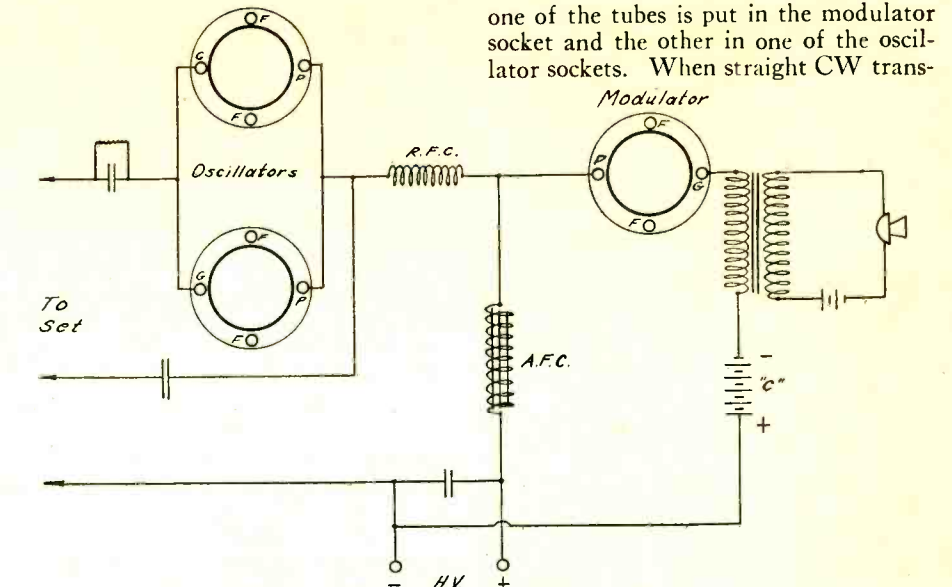 one of the tubes is put in the modulator
socket and the other in one of the oscil-
lator sockets. When straight CW trans-
Modulator
F
G
P
F
Oscillators
R.F.C.
F
P
G
F
F
G
P
F
To
Set
A.F.C.
-
"C"
+
- HV +